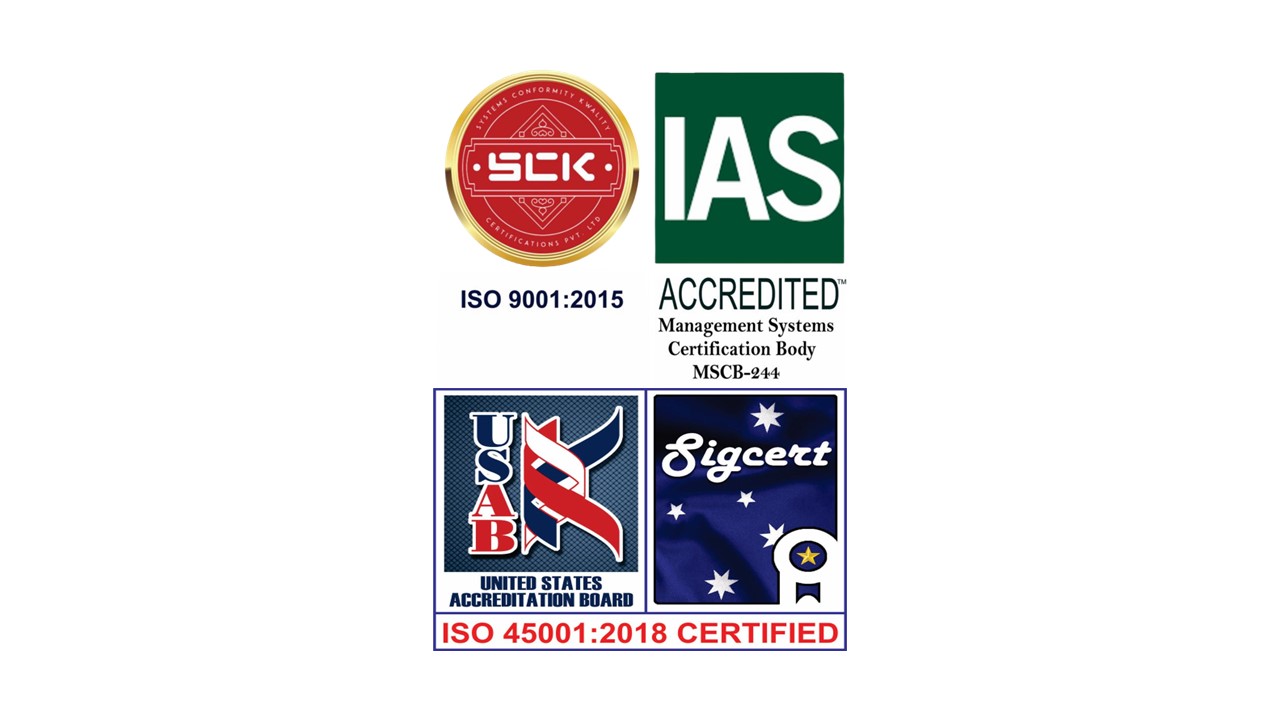 SYSTEMS CONFORMITY KWALITY
SCK
CERTIFICATIONS PVT. LTD
ISO 9001:2015
IAS
ACCREDITED™
Management Systems
Certification Body
MSCB-244
USAB
UNITED STATES
ACCREDITATION BOARD
Sigcert
ISO 45001:2018 CERTIFIED